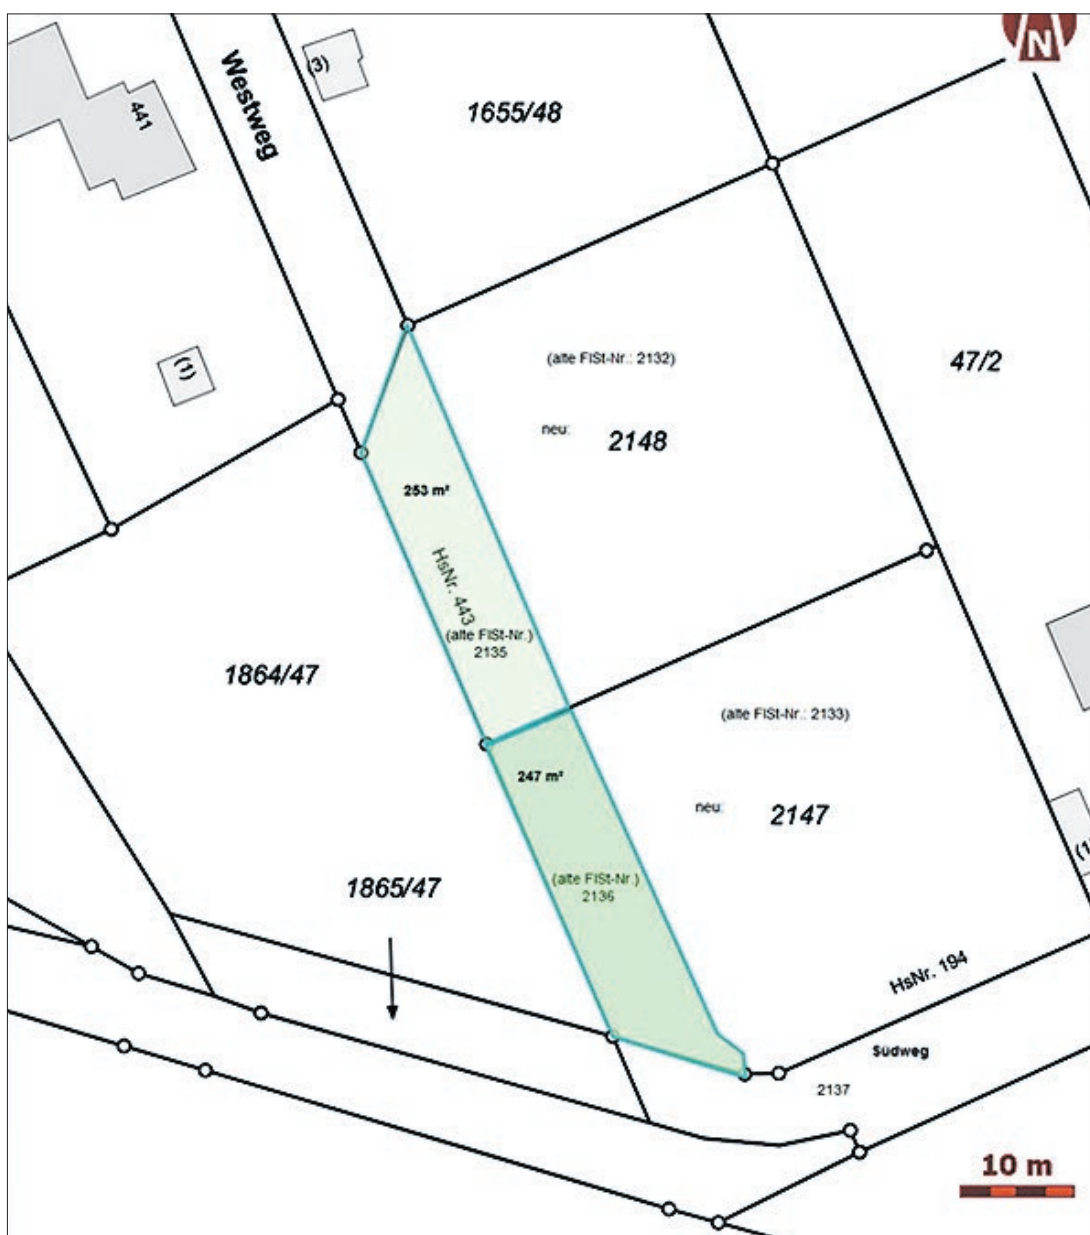 N
Westweg
(3)
441
1655/48
(1)
(alte FlSt-Nr.: 2132)
47/2
neu: 2148
253 m²
HsNr. 443
(alte FlSt-Nr.)
2135
1864/47
(alte FlSt-Nr.: 2133)
247 m²
neu: 2147
(1
(alte FlSt-Nr.)
2136
1865/47
HsNr. 194
Südweg
2137
10 m